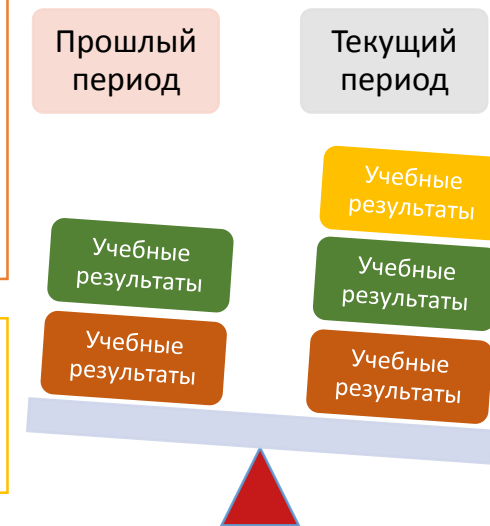 Прошлый
период
Текущий
период
Учебные
результаты
Учебные
результаты
Учебные
результаты
Учебные
результаты
Учебные
результаты